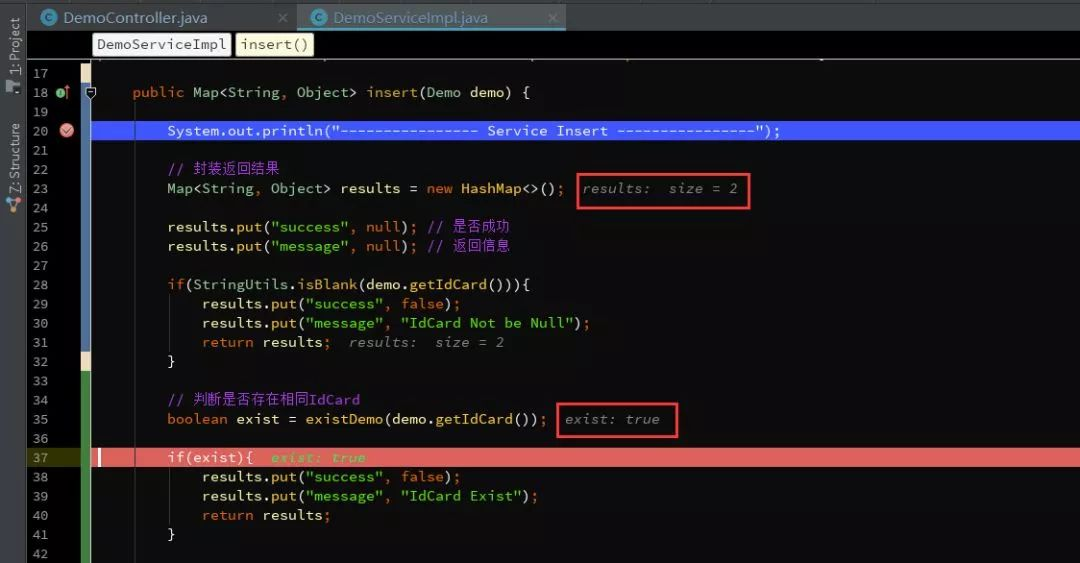 DemoController.java
DemoServiceImpl.java
1: Project
Z: Structure
DemoServiceImpl
insert()
17
18 public Map<String, Object> insert(Demo demo) {
19
20 System.out.println("---------------- Service Insert ----------------");
21
22 // 封装返回结果
23 Map<String, Object> results = new HashMap<>(); results: size = 2
24
25 results.put("success", null); // 是否成功
26 results.put("message", null); // 返回信息
27
28 if(StringUtils.isBlank(demo.getIdCard())){
29 results.put("success", false);
30 results.put("message", "IdCard Not be Null");
31 return results; results: size = 2
32 }
33
34 // 判断是否存在相同IdCard
35 boolean exist = existDemo(demo.getIdCard()); exist: true
36
37 if(exist){ exist: true
38 results.put("success", false);
39 results.put("message", "IdCard Exist");
40 return results;
41 }
42